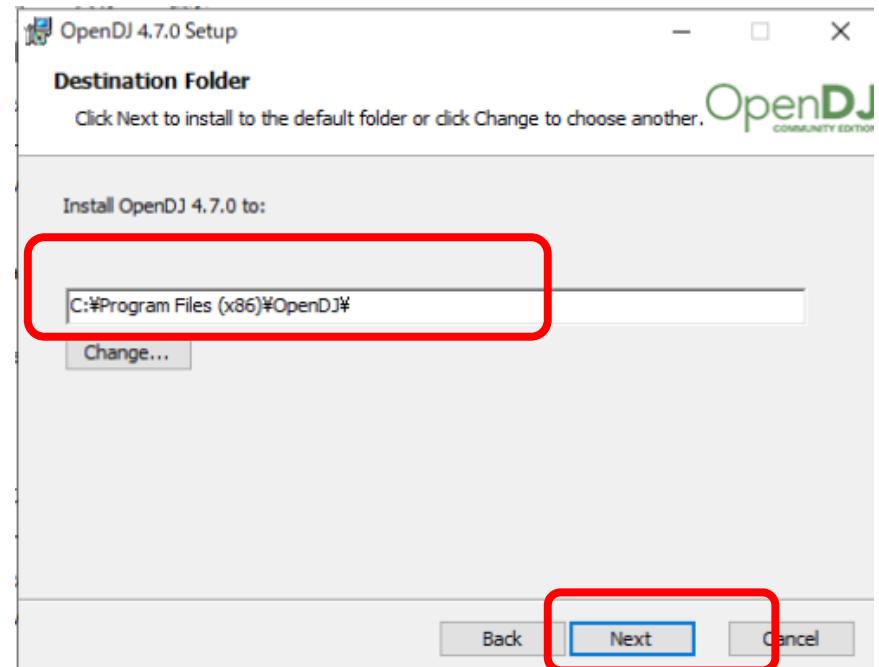 OpenDJ 4.7.0 Setup
Destination Folder
Click Next to install to the default folder or click Change to choose another.
OpenDJ
COMMUNITY EDITION
Install OpenDJ 4.7.0 to:
C:¥Program Files (x86)¥OpenDJ¥
Change...
Back Next Cancel